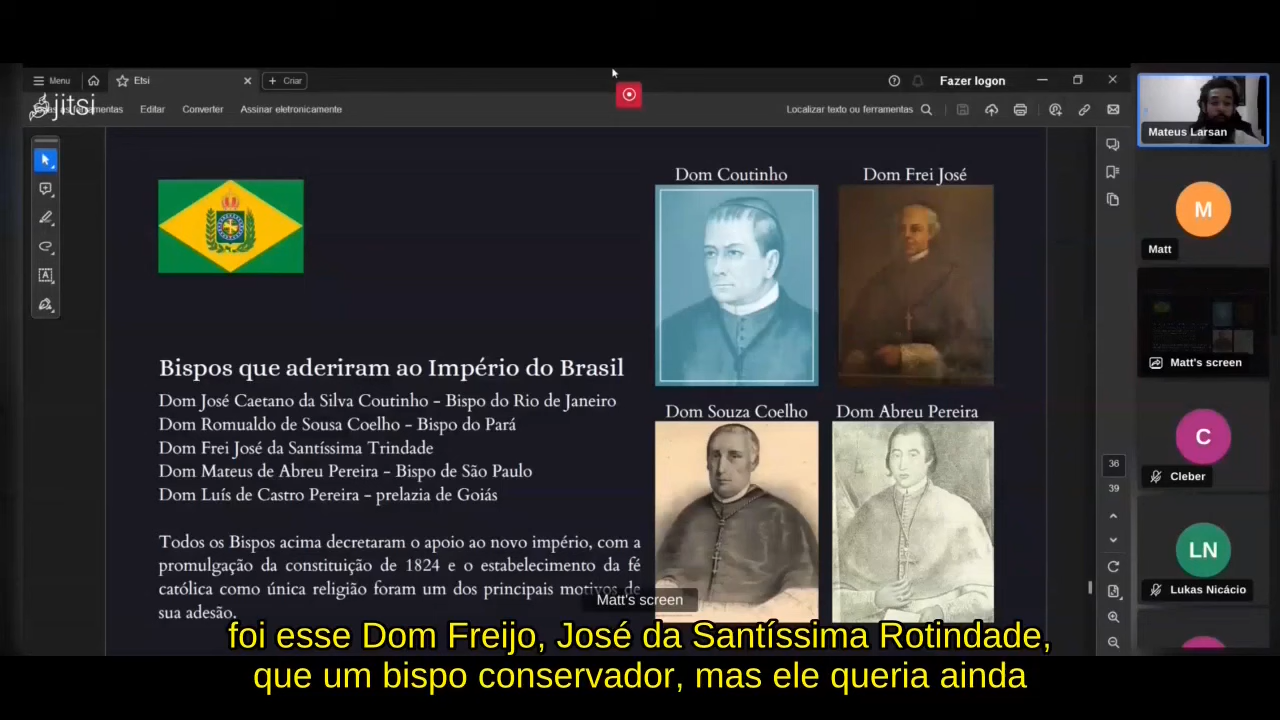 Menu
Etsi
Criar
Fazer logon
jitsi
Editar
Converter
Assinar eletronicamente
Localizar texto ou ferramentas
Dom Coutinho
Dom Frei José
Bispos que aderiram ao Império do Brasil
Dom José Caetano da Silva Coutinho – Bispo do Rio de Janeiro
Dom Romualdo de Sousa Coelho – Bispo do Pará
Dom Frei José da Santíssima Trindade
Dom Mateus de Abreu Pereira – Bispo de São Paulo
Dom Luís de Castro Pereira – prelazia de Goiás
Dom Souza Coelho
Dom Abreu Pereira
Todos os Bispos acima decretaram o apoio ao novo império, com a
promulgação da constituição de 1824 e o estabelecimento da fé
católica como única religião foram um dos principais motivos de
sua adesão.
Matt's screen
foi esse Dom Freijo, José da Santíssima Rotindade,
que um bispo conservador, mas ele queria ainda
36
39
Mateus Larsan
M
Matt
Matt's screen
C
Cleber
LN
Lukas Nicácio